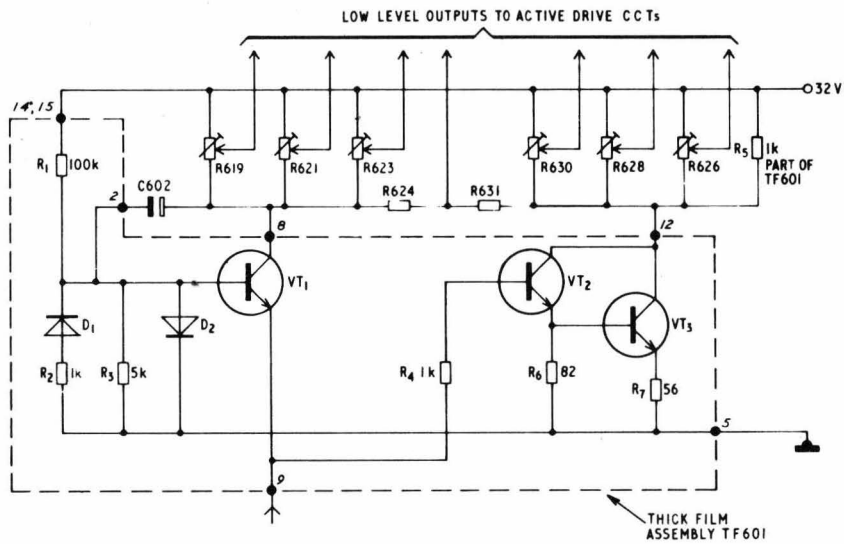 LOW LEVEL OUTPUTS TO ACTIVE DRIVE CCTs
32 V
14, 15
R1 100k
C602
2
R619
R621
R623
R624
R631
R630
R628
R626
R5 1k
PART OF
TF601
8
12
VT1
VT2
VT3
D1
D2
R2 1k
R3 5k
R4 1k
R6 82
R7 56
5
9
THICK FILM
ASSEMBLY TF601